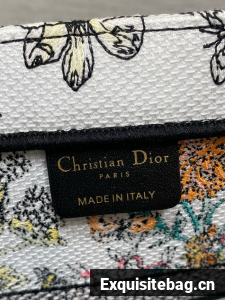 Christian Dior
PARIS
MADE IN ITALY
Exquisitebag.cn